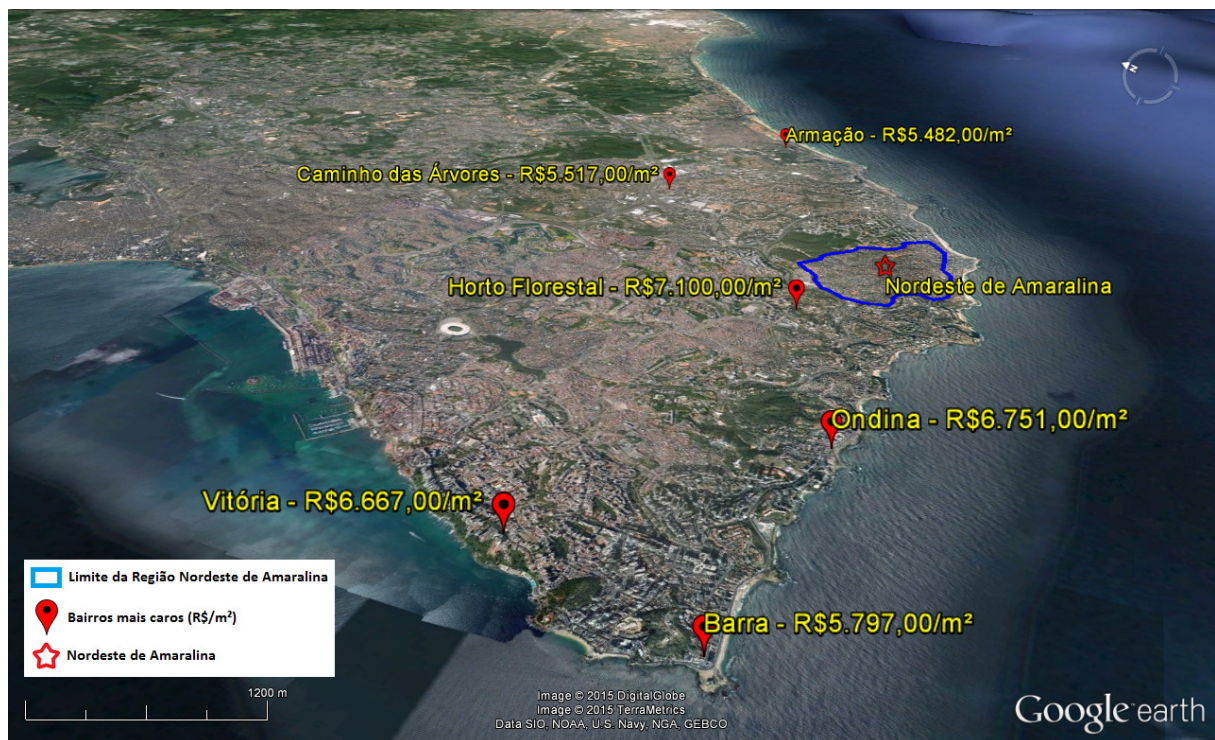 N
Armação - R$5.482,00/m²
Caminho das Árvores - R$5.517,00/m²
Horto Florestal - R$7.100,00/m²
Nordeste de Amaralina
Ondina - R$6.751,00/m²
Vitória - R$6.667,00/m²
Barra - R$5.797,00/m²
Limite da Região Nordeste de Amaralina
Bairros mais caros (R$/m²)
Nordeste de Amaralina
1200 m
Image © 2015 DigitalGlobe
Image © 2015 TerraMetrics
Data SIO, NOAA, U.S. Navy, NGA, GEBCO
Google earth